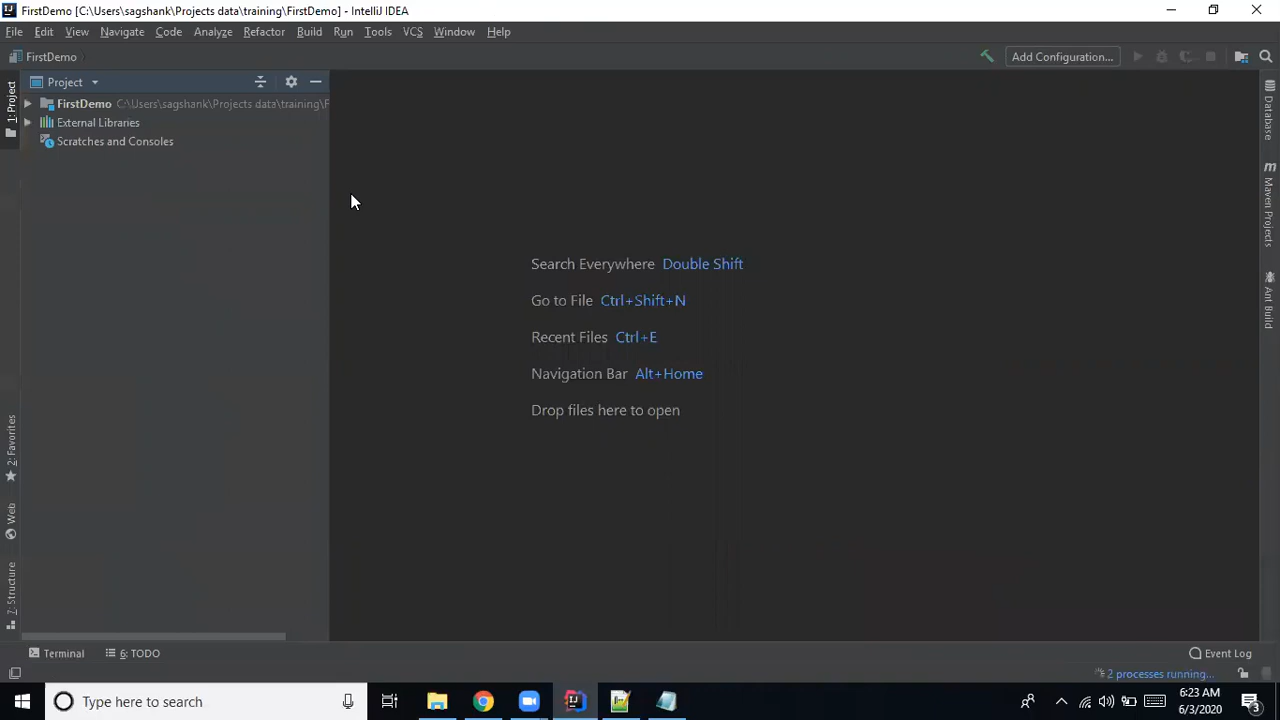 FirstDemo [C:\Users\sagshank\Projects data\training\FirstDemo] - IntelliJ IDEA
File Edit View Navigate Code Analyze Refactor Build Run Tools VCS Window Help
FirstDemo
Add Configuration...
Project
1: Project
FirstDemo C:\Users\sagshank\Projects data\training\F
External Libraries
Scratches and Consoles
Search Everywhere Double Shift
Go to File Ctrl+Shift+N
Recent Files Ctrl+E
Navigation Bar Alt+Home
Drop files here to open
Database
Maven Projects
Ant Build
2: Favorites
Web
7: Structure
Terminal
6: TODO
Event Log
2 processes running...
Type here to search
6:23 AM
6/3/2020
3